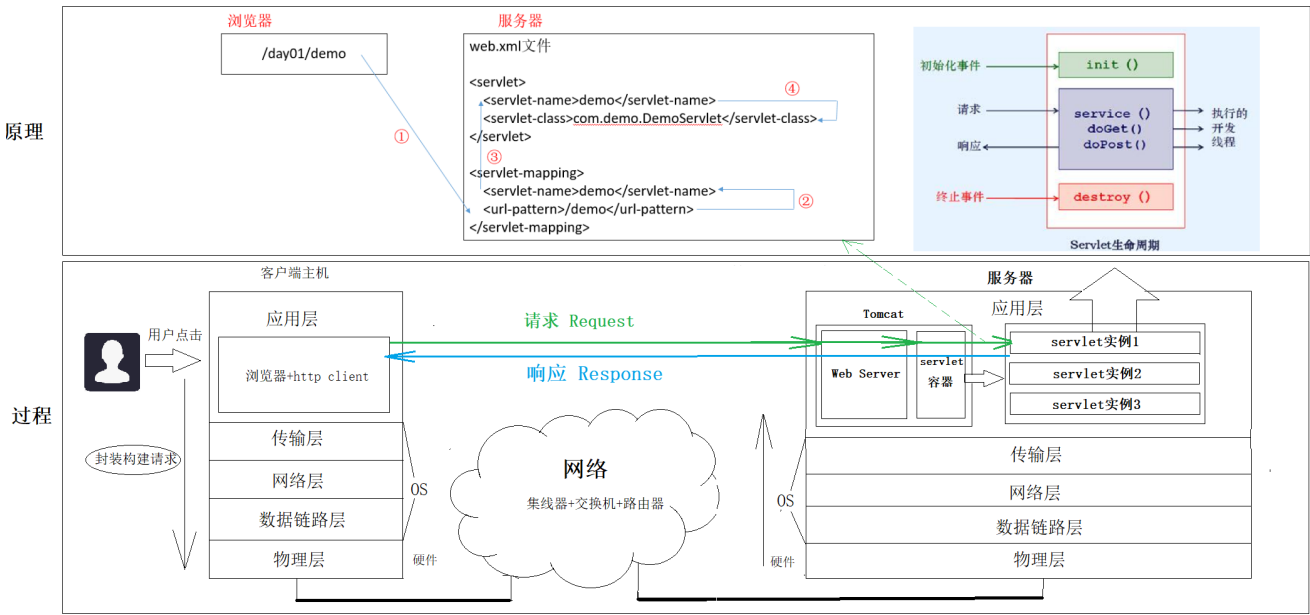 原理
浏览器
/day01/demo
①
服务器
web.xml文件
<servlet>
<servlet-name>demo</servlet-name>
④
<servlet-class>com.demo.DemoServlet</servlet-class>
</servlet>
③
<servlet-mapping>
<servlet-name>demo</servlet-name>
②
<url-pattern>/demo</url-pattern>
</servlet-mapping>
初始化事件
init ()
请求
响应
service ()
doGet()
doPost()
执行的
开发
线程
终止事件
destroy ()
Servlet生命周期
过程
用户点击
封装构建请求
客户端主机
应用层
浏览器+http client
传输层
网络层
数据链路层
物理层
OS
硬件
请求 Request
响应 Response
网络
集线器+交换机+路由器
服务器
应用层
Tomcat
Web Server
servlet
容器
servlet实例1
servlet实例2
servlet实例3
OS
硬件
传输层
网络层
数据链路层
物理层